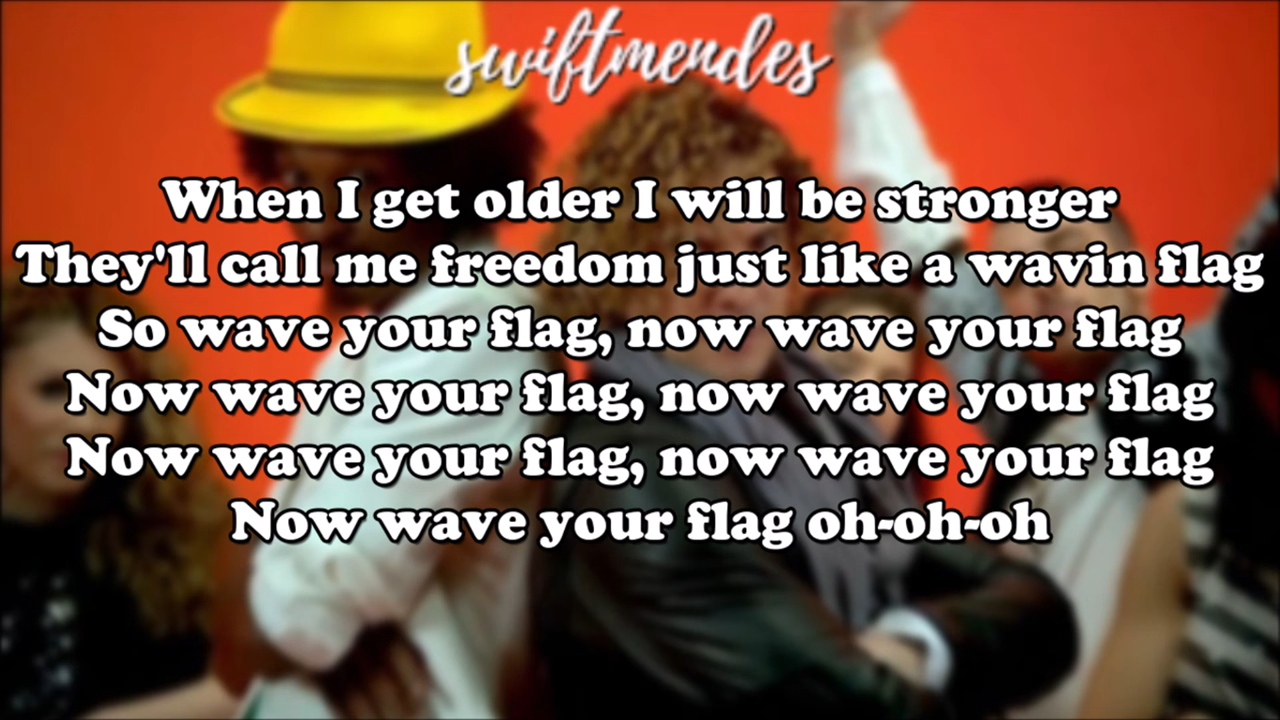 swiftmendes
When I get older I will be stronger
They'll call me freedom just like a wavin flag
So wave your flag, now wave your flag
Now wave your flag, now wave your flag
Now wave your flag, now wave your flag
Now wave your flag oh-oh-oh